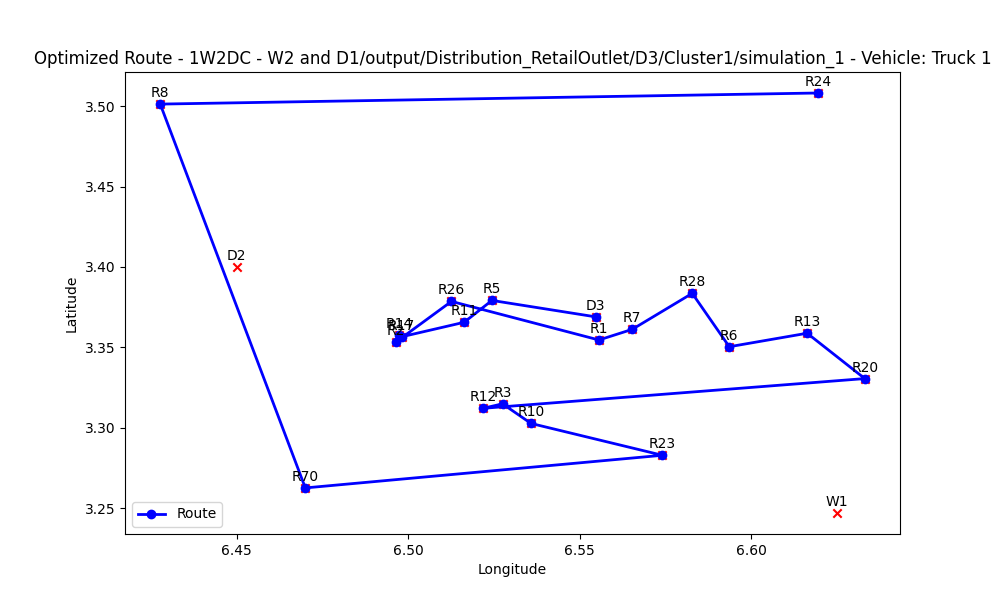 Optimized Route - 1W2DC - W2 and D1/output/Distribution_RetailOutlet/D3/Cluster1/simulation_1 - Vehicle: Truck 1
R8
R24
3.50
3.45
D2
3.40
R28
R26
R5
D3
R11
R1
R7
R13
R14
R17
R6
3.35
R20
R12
R3
R10
3.30
R23
R70
W1
3.25
Route
Latitude
6.45
6.50
6.55
6.60
Longitude